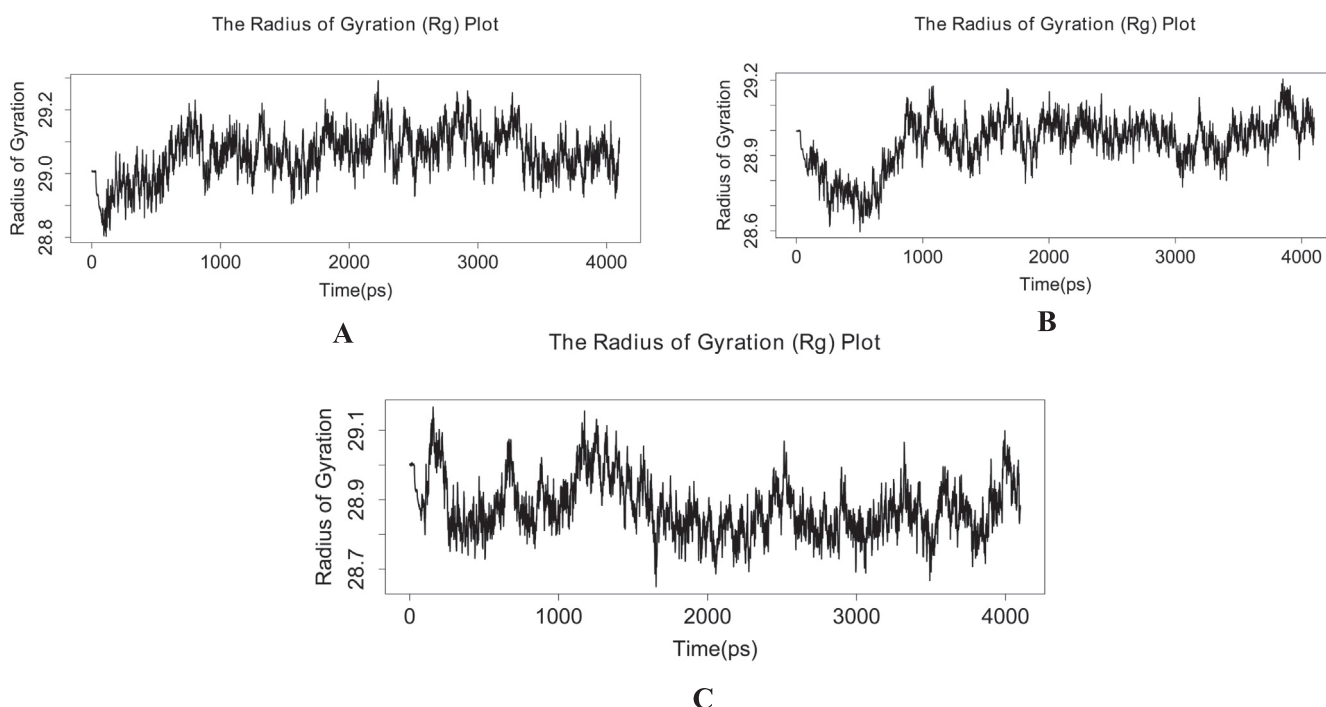 The Radius of Gyration (Rg) Plot
Radius of Gyration
29.2
29.0
28.8
0 1000 2000 3000 4000
Time(ps)
A
The Radius of Gyration (Rg) Plot
Radius of Gyration
29.2
28.9
28.6
0 1000 2000 3000 4000
Time(ps)
B
The Radius of Gyration (Rg) Plot
Radius of Gyration
29.1
28.9
28.7
0 1000 2000 3000 4000
Time(ps)
C